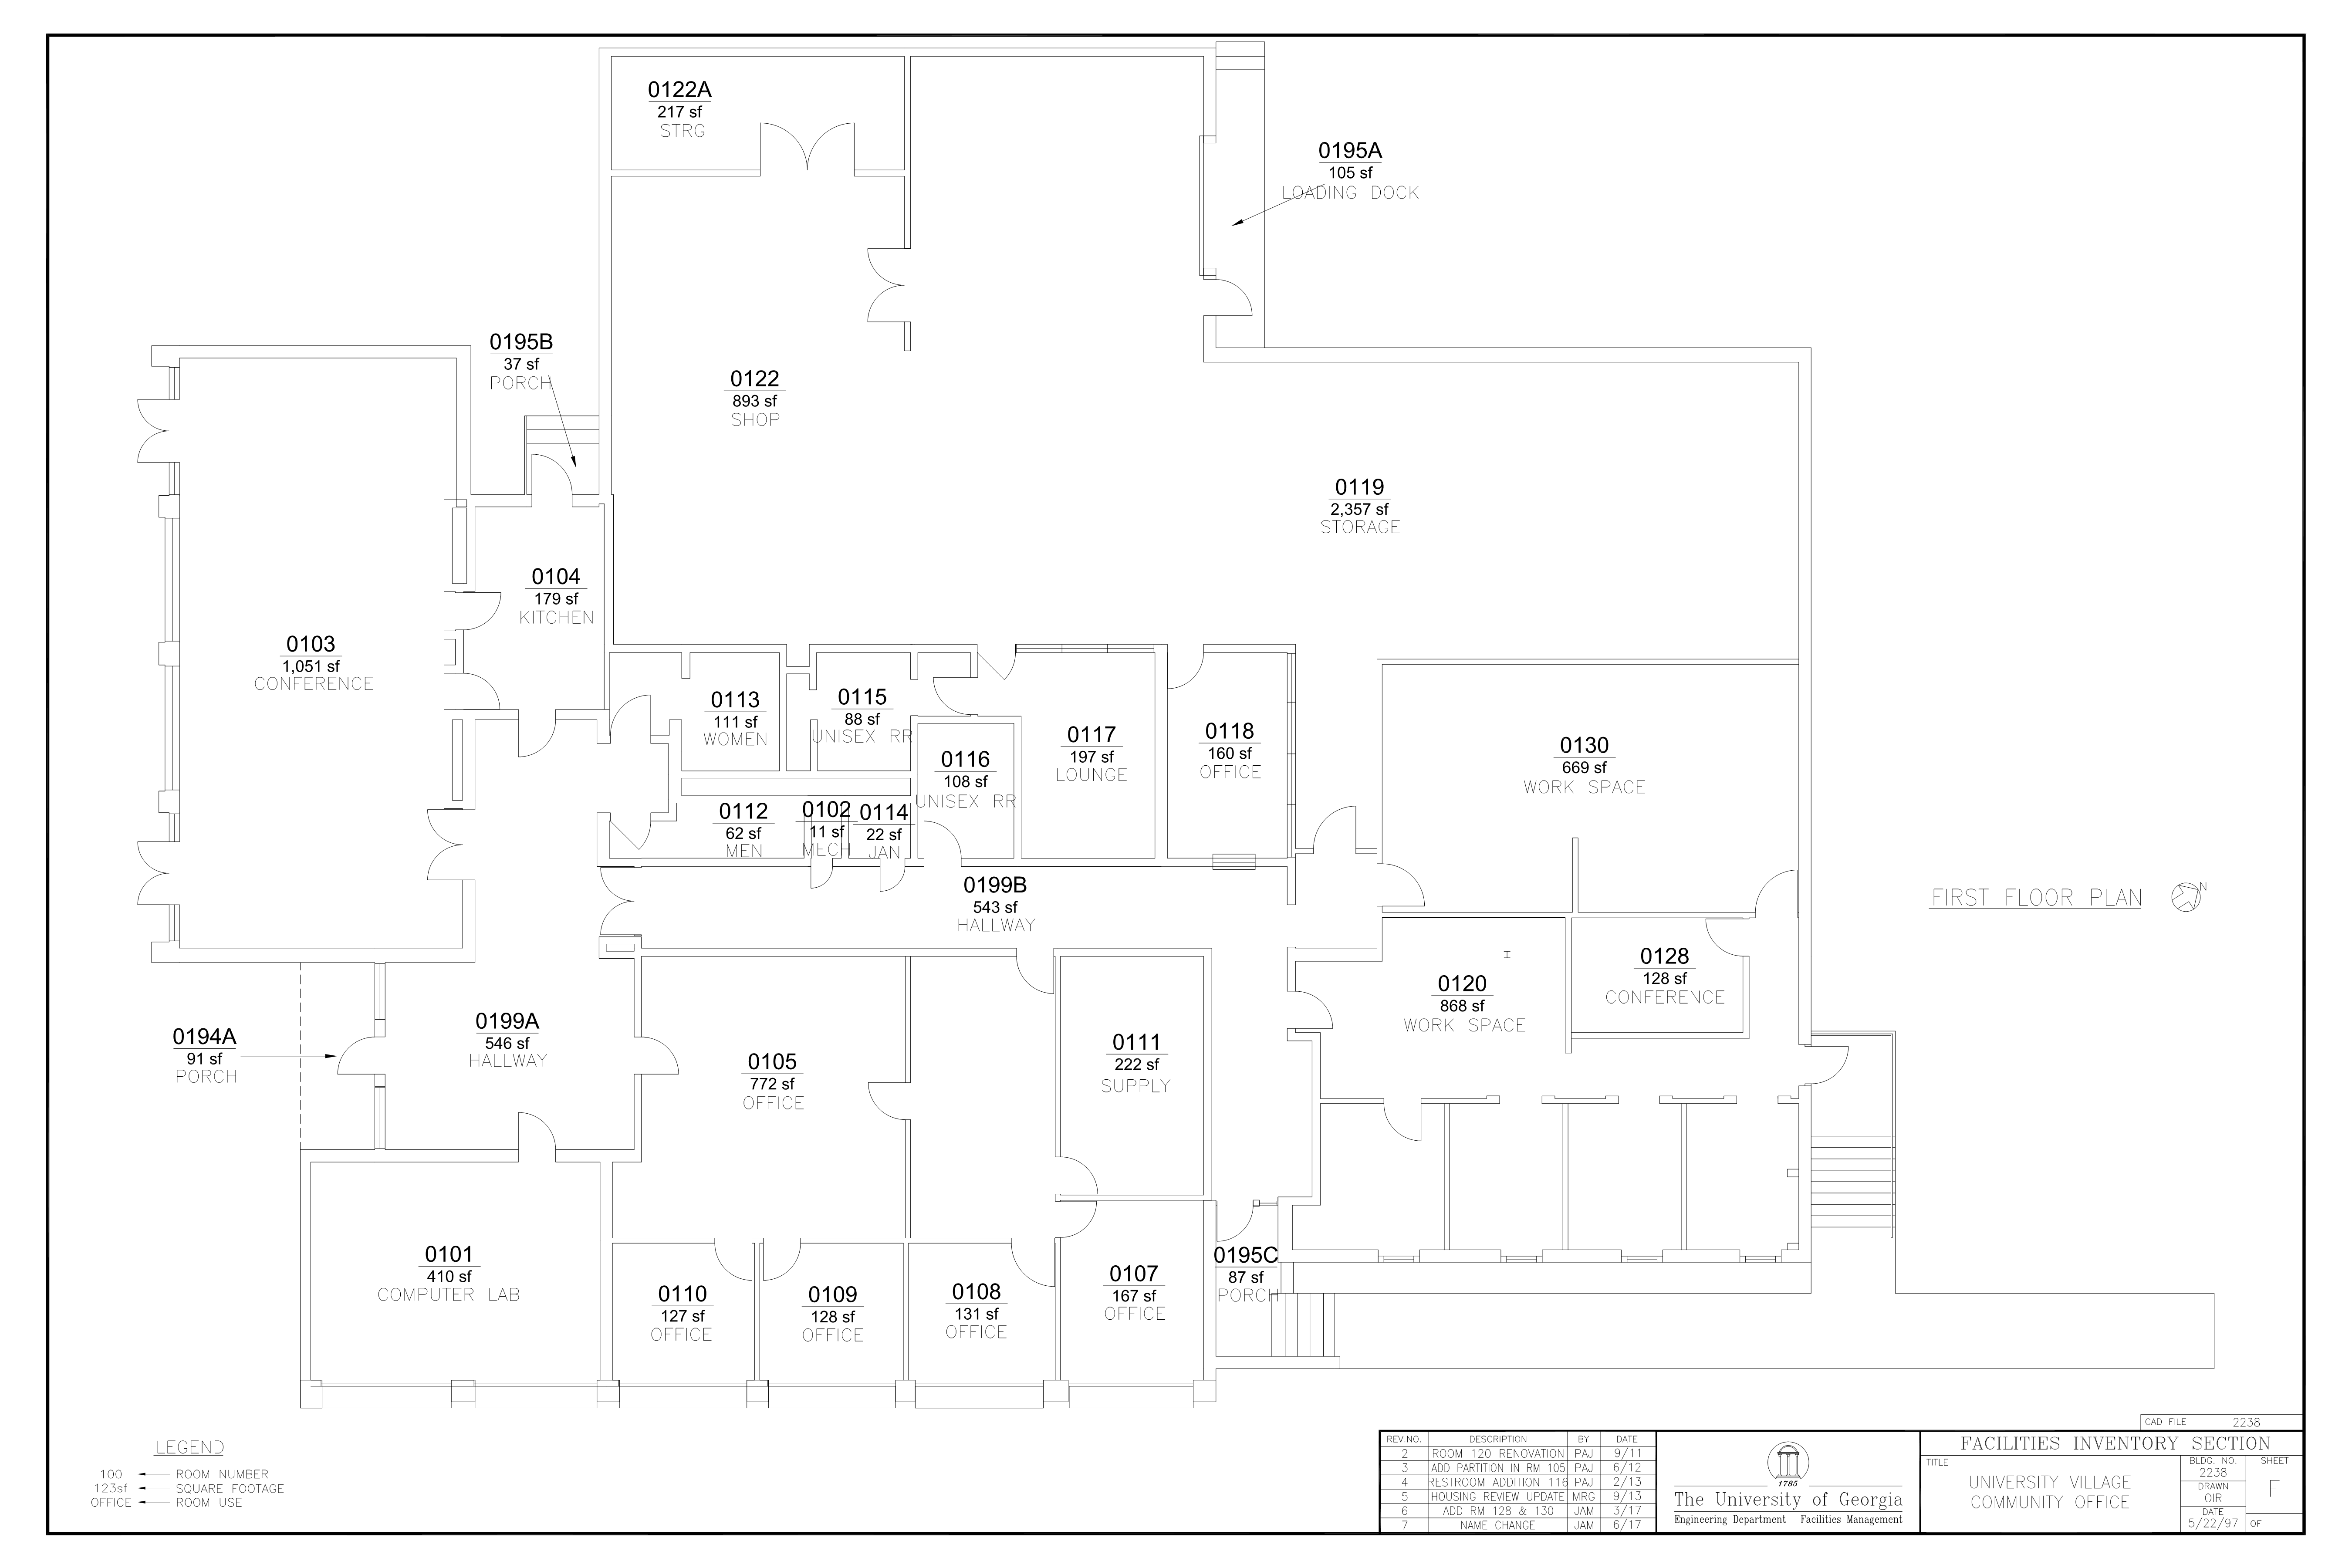 0122A
217 sf
STRG
0195A
105 sf
LOADING DOCK
0195B
37 sf
PORCH
0122
893 sf
SHOP
0119
2,357 sf
STORAGE
0104
179 sf
KITCHEN
0103
1,051 sf
CONFERENCE
0113
111 sf
WOMEN
0115
88 sf
UNISEX RR
0116
108 sf
UNISEX RR
0117
197 sf
LOUNGE
0118
160 sf
OFFICE
0130
669 sf
WORK SPACE
0112
62 sf
MEN
0102
11 sf
MECH
0114
22 sf
JAN
0199B
543 sf
HALLWAY
FIRST FLOOR PLAN
N
0128
128 sf
CONFERENCE
0120
868 sf
WORK SPACE
0194A
91 sf
PORCH
0199A
546 sf
HALLWAY
0105
772 sf
OFFICE
0111
222 sf
SUPPLY
0101
410 sf
COMPUTER LAB
0110
127 sf
OFFICE
0109
128 sf
OFFICE
0108
131 sf
OFFICE
0107
167 sf
OFFICE
0195C
87 sf
PORCH
LEGEND
100 ROOM NUMBER
123sf SQUARE FOOTAGE
OFFICE ROOM USE
CAD FILE 2238
REV.NO. DESCRIPTION BY DATE
2 ROOM 120 RENOVATION PAJ 9/11
3 ADD PARTITION IN RM 105 PAJ 6/12
4 RESTROOM ADDITION 116 PAJ 2/13
5 HOUSING REVIEW UPDATE MRG 9/13
6 ADD RM 128 & 130 JAM 3/17
7 NAME CHANGE JAM 6/17
1785
The University of Georgia
Engineering Department Facilities Management
FACILITIES INVENTORY SECTION
TITLE
UNIVERSITY VILLAGE
COMMUNITY OFFICE
BLDG. NO.
2238
DRAWN
OIR
DATE
5/22/97
SHEET
F
OF